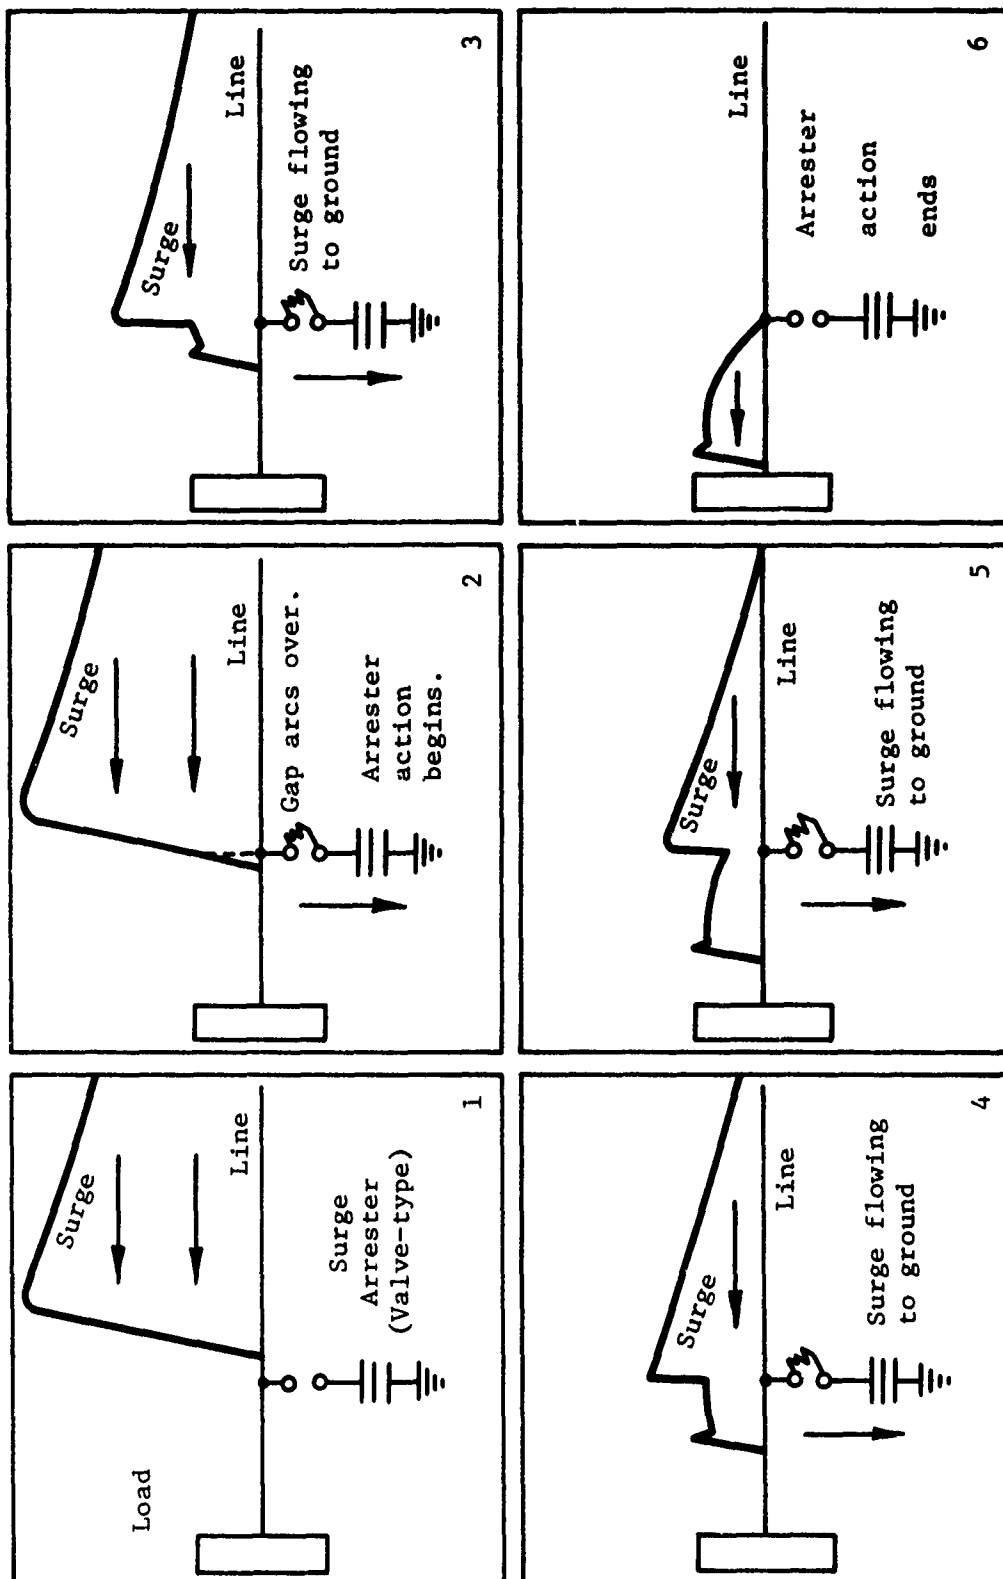 Load
Surge
Line
Surge
Arrester
(Valve-type)
1
Surge
Line
Gap arcs over.
Arrester
action
begins.
2
Surge
Line
Surge flowing
to ground
3
Surge
Line
Surge flowing
to ground
4
Surge
Line
Surge flowing
to ground
5
Line
Arrester
action
ends
6